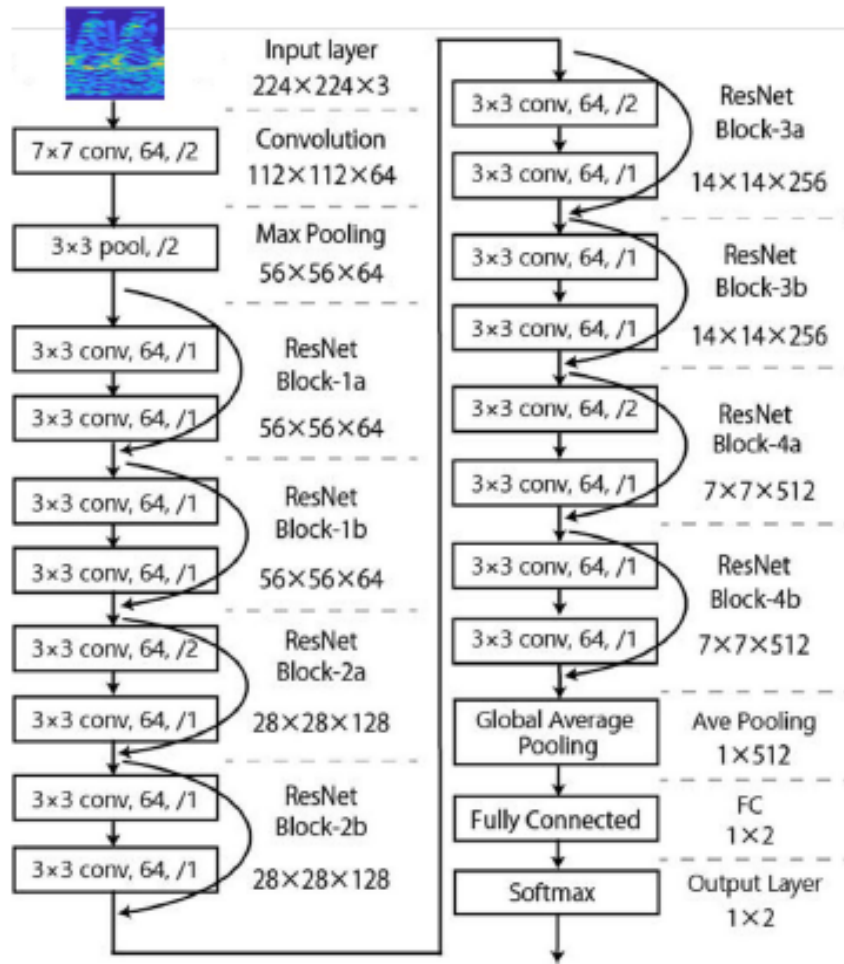 Input layer
224×224×3
7×7 conv, 64, /2
Convolution
112×112×64
3×3 pool, /2
Max Pooling
56×56×64
3×3 conv, 64, /1
3×3 conv, 64, /1
ResNet
Block-1a
56×56×64
3×3 conv, 64, /1
3×3 conv, 64, /1
ResNet
Block-1b
56×56×64
3×3 conv, 64, /2
3×3 conv, 64, /1
ResNet
Block-2a
28×28×128
3×3 conv, 64, /1
3×3 conv, 64, /1
ResNet
Block-2b
28×28×128
3×3 conv, 64, /2
3×3 conv, 64, /1
ResNet
Block-3a
14×14×256
3×3 conv, 64, /1
3×3 conv, 64, /1
ResNet
Block-3b
14×14×256
3×3 conv, 64, /2
3×3 conv, 64, /1
ResNet
Block-4a
7×7×512
3×3 conv, 64, /1
3×3 conv, 64, /1
ResNet
Block-4b
7×7×512
Global Average
Pooling
Ave Pooling
1×512
Fully Connected
FC
1×2
Softmax
Output Layer
1×2